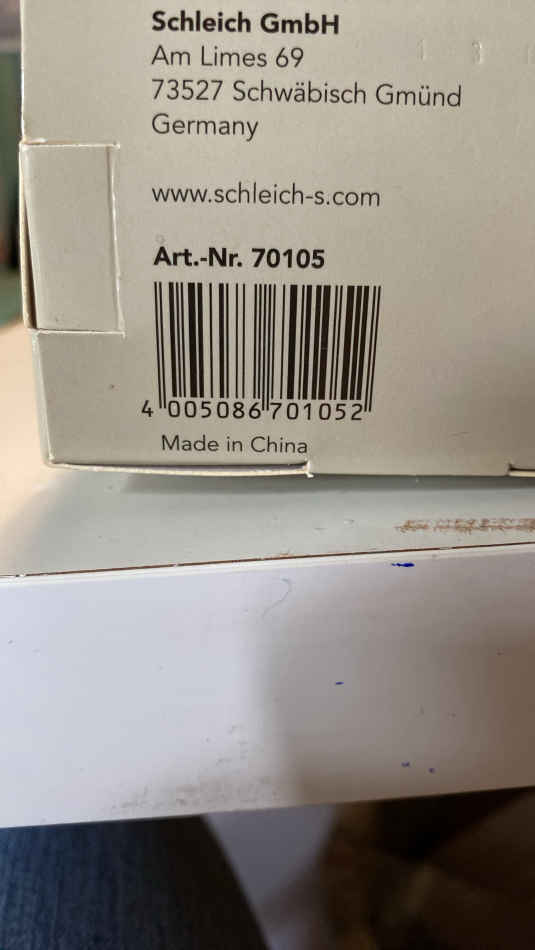 Schleich GmbH
Am Limes 69
73527 Schwäbisch Gmünd
Germany
www.schleich-s.com
Art.-Nr. 70105
4 005086 701052
Made in China